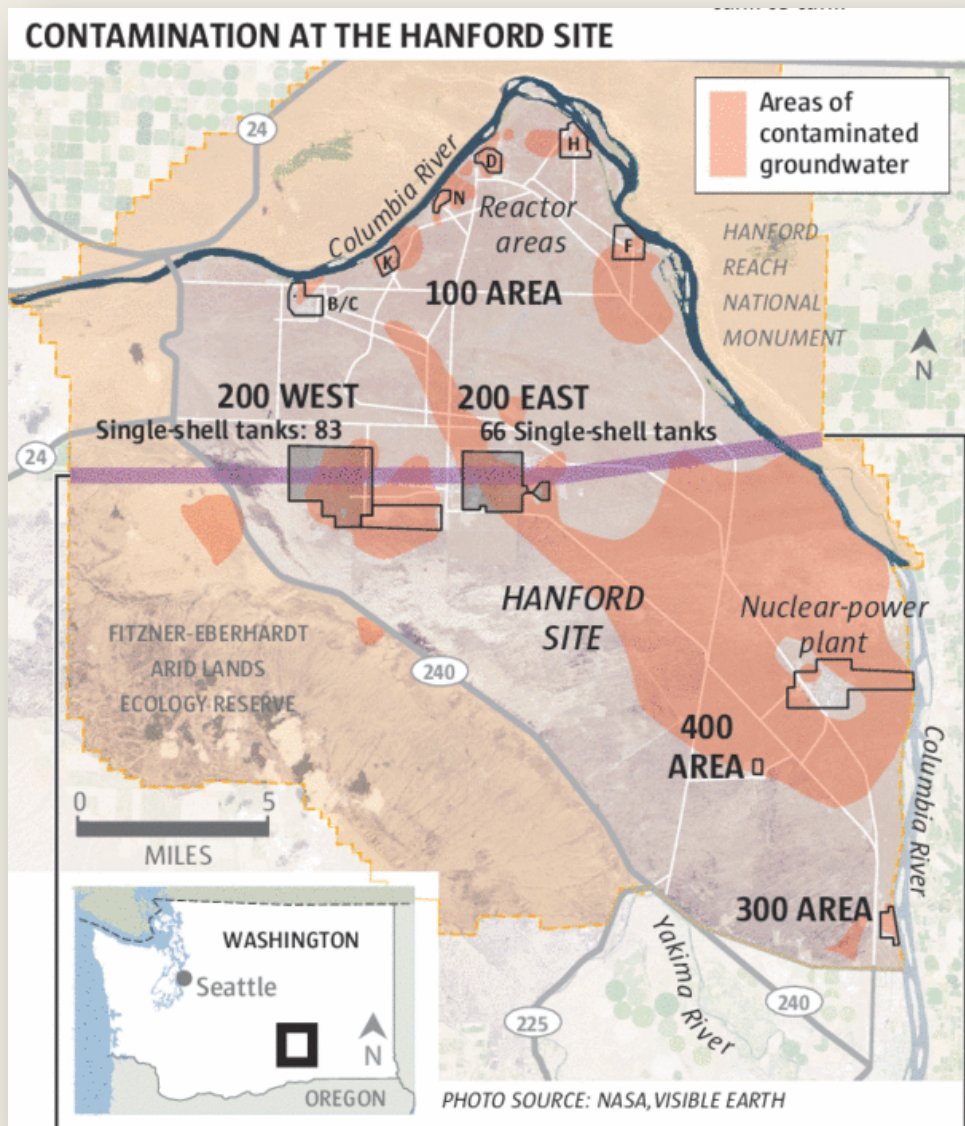 CONTAMINATION AT THE HANFORD SITE
Areas of
contaminated
groundwater
24
Columbia River
D
H
N
Reactor
areas
K
F
HANFORD
REACH
NATIONAL
MONUMENT
N
B/C
100 AREA
200 WEST
Single-shell tanks: 83
200 EAST
66 Single-shell tanks
24
HANFORD
SITE
Nuclear-power
plant
FITZNER-EBERHARDT
ARID LANDS
ECOLOGY RESERVE
240
400
AREA
Columbia River
0 5
MILES
300 AREA
WASHINGTON
Seattle
N
OREGON
Yakima River
225
240
PHOTO SOURCE: NASA, VISIBLE EARTH